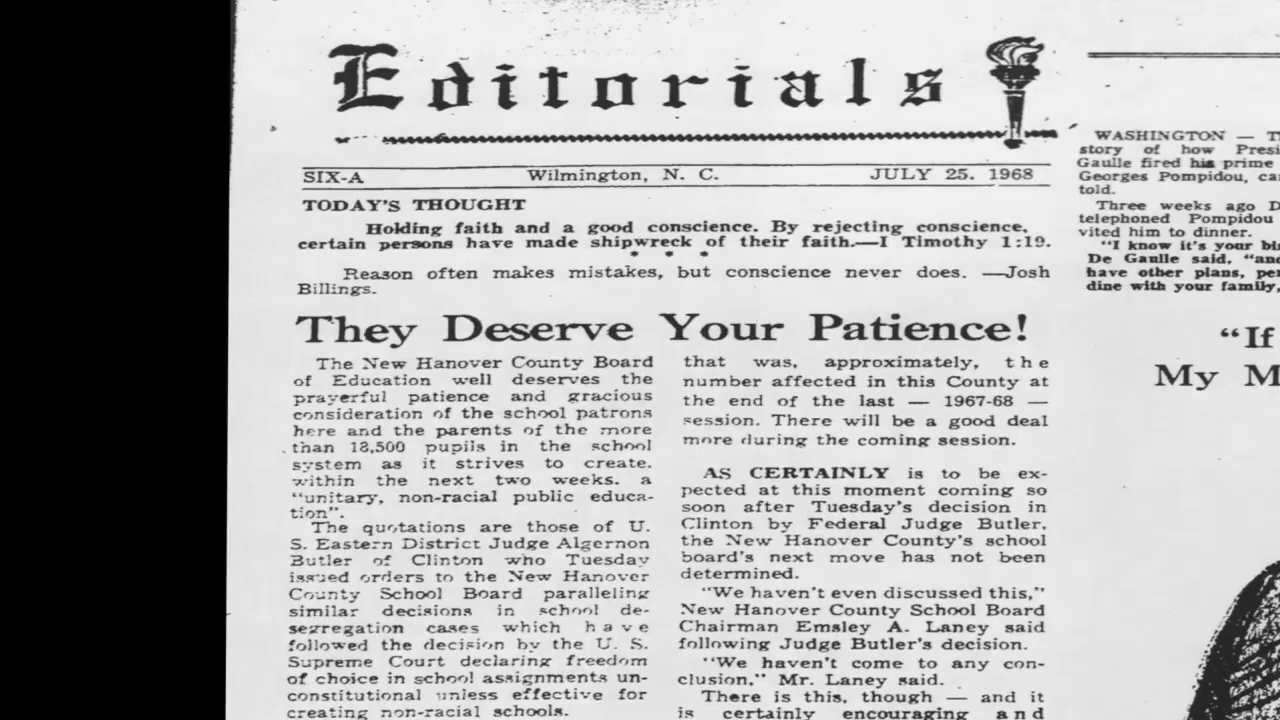 Editorials
SIX-A Wilmington, N. C. JULY 25. 1968
TODAY'S THOUGHT
Holding faith and a good conscience. By rejecting conscience,
certain persons have made shipwreck of their faith.—I Timothy 1:19.
* * *
Reason often makes mistakes, but conscience never does. —Josh
Billings.
They Deserve Your Patience!
The New Hanover County Board
of Education well deserves the
prayerful patience and gracious
consideration of the school patrons
here and the parents of the more
than 18,500 pupils in the school
system as it strives to create.
within the next two weeks. a
“unitary, non-racial public educa-
tion”.
The quotations are those of U.
S. Eastern District Judge Algernon
Butler of Clinton who Tuesday
issued orders to the New Hanover
County School Board paralleling
similar decisions in school de-
segregation cases which have
followed the decision by the U. S.
Supreme Court declaring freedom
of choice in school assignments un-
constitutional unless effective for
creating non-racial schools.
that was, approximately, the
number affected in this County at
the end of the last — 1967-68 —
session. There will be a good deal
more during the coming session.
AS CERTAINLY is to be ex-
pected at this moment coming so
soon after Tuesday's decision in
Clinton by Federal Judge Butler,
the New Hanover County's school
board's next move has not been
determined.
“We haven't even discussed this,”
New Hanover County School Board
Chairman Emsley A. Laney said
following Judge Butler's decision.
“We haven't come to any con-
clusion,” Mr. Laney said.
There is this, though — and it
is certainly encouraging and
WASHINGTON —
story of how
Gaulle fired his prime
Georges Pompidou,
told.
Three weeks ago
telephoned Pompidou
vited him to dinner.
“I know it's your
De Gaulle said,
have other plans,
dine with your family,
“If
My